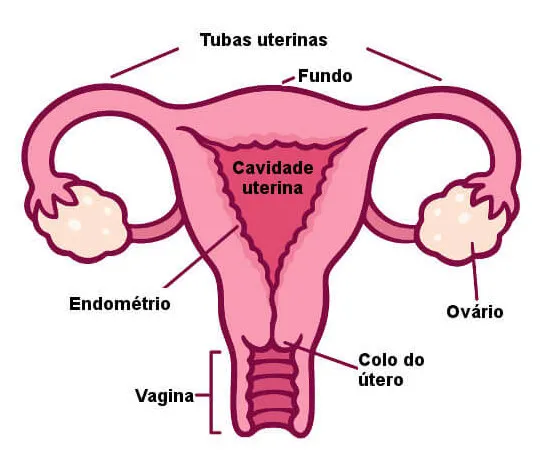 Tubas uterinas
Fundo
Cavidade
uterina
Endométrio
Ovário
Colo do
útero
Vagina